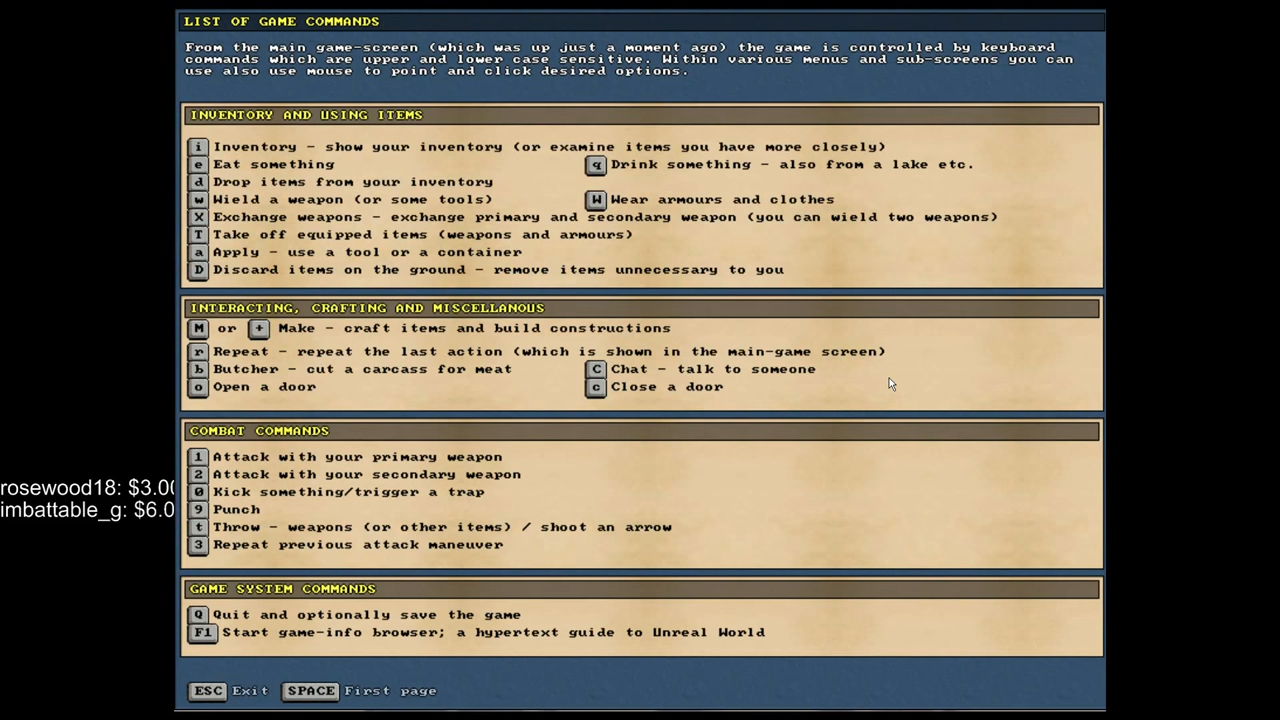 LIST OF GAME COMMANDS
From the main game-screen (which was up just a moment ago) the game is controlled by keyboard
commands which are upper and lower case sensitive. Within various menus and sub-screens you can
use also use mouse to point and click desired options.
INVENTORY AND USING ITEMS
i Inventory - show your inventory (or examine items you have more closely)
e Eat something q Drink something - also from a lake etc.
d Drop items from your inventory
w Wield a weapon (or some tools) W Wear armours and clothes
X Exchange weapons - exchange primary and secondary weapon (you can wield two weapons)
T Take off equipped items (weapons and armours)
a Apply - use a tool or a container
D Discard items on the ground - remove items unnecessary to you
INTERACTING, CRAFTING AND MISCELLANOUS
M or + Make - craft items and build constructions
r Repeat - repeat the last action (which is shown in the main-game screen)
b Butcher - cut a carcass for meat C Chat - talk to someone
o Open a door c Close a door
COMBAT COMMANDS
1 Attack with your primary weapon
2 Attack with your secondary weapon
0 Kick something/trigger a trap
9 Punch
t Throw - weapons (or other items) / shoot an arrow
3 Repeat previous attack maneuver
rosewood18: $3.00
imbattable_g: $6.0
GAME SYSTEM COMMANDS
Q Quit and optionally save the game
F1 Start game-info browser; a hypertext guide to Unreal World
ESC Exit SPACE First page